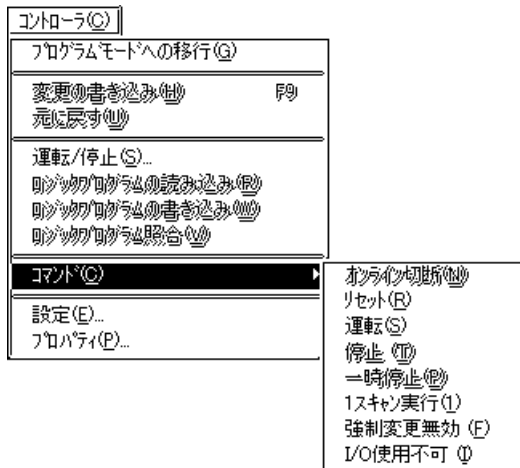 コントローラ(C)
プログラムモードへの移行(G)
変更の書き込み(H) F9
元に戻す(U)
運転/停止(S)...
ロジックプログラムの読み込み(R)
ロジックプログラムの書き込み(W)
ロジックプログラム照合(V)
コマンド(C)
設定(E)...
プロパティ(P)...
オンライン切断(N)
リセット(R)
運転(S)
停止 (T)
一時停止(P)
1スキャン実行(1)
強制変更無効 (F)
I/O使用不可 (I)